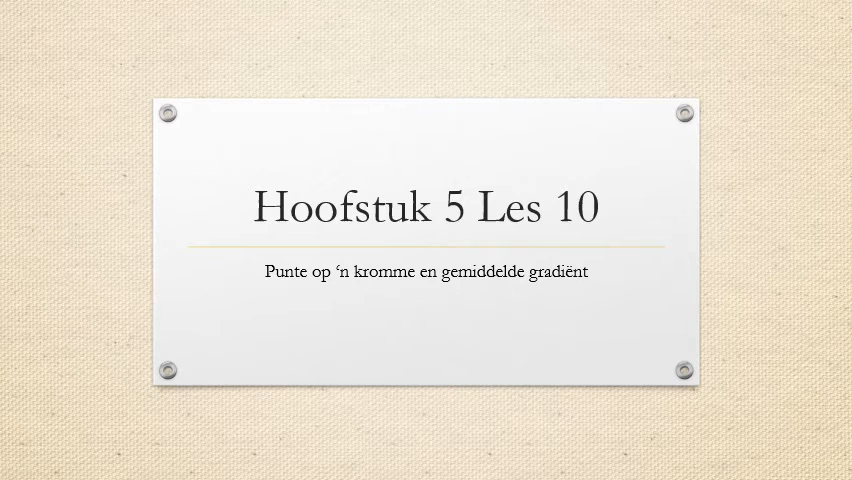 Hoofstuk 5 Les 10
Punte op ‘n kromme en gemiddelde gradiënt